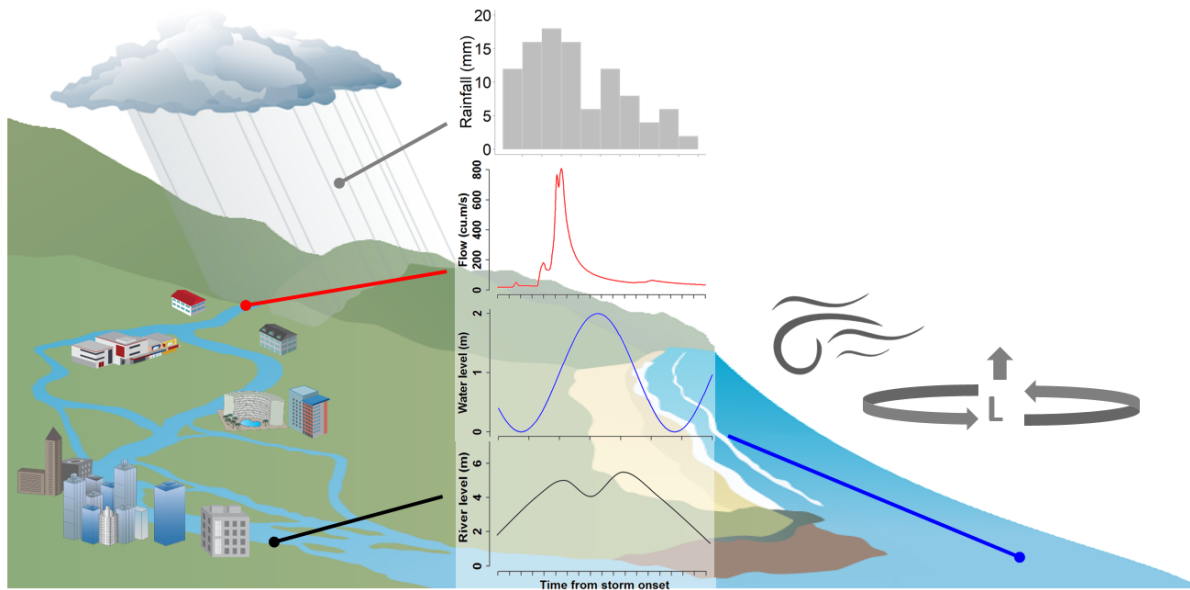 20
15
10
5
0
Rainfall (mm)
800
600
400
200
0
Flow (cu.m/s)
2
1
0
Water level (m)
L
6
4
2
0
River level (m)
Time from storm onset